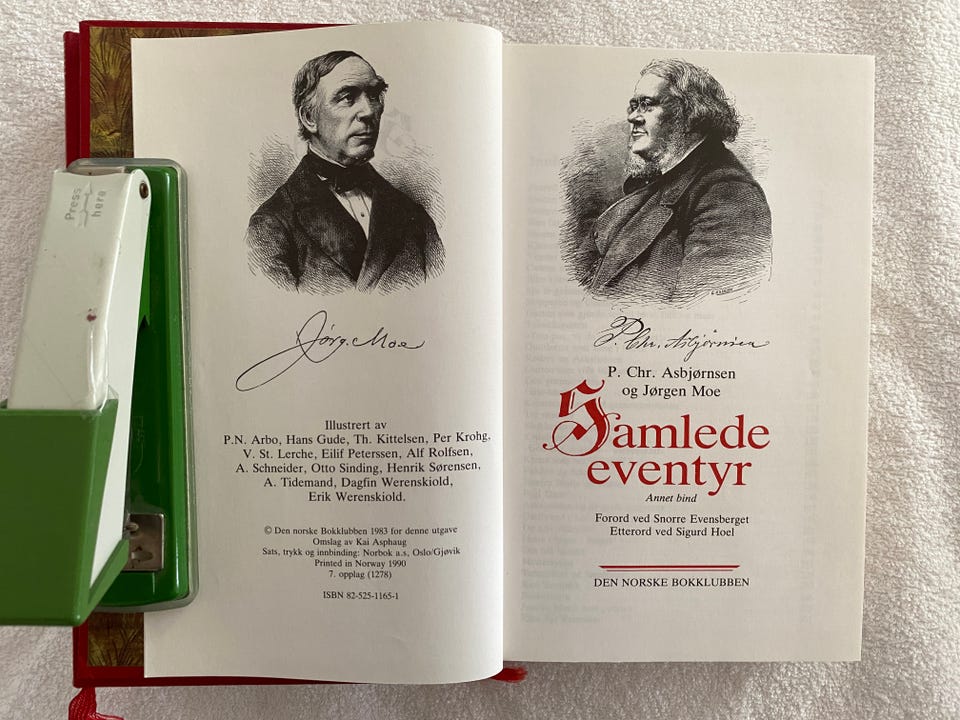 Press
here
Jørg. Moe
Illustrert av
P.N. Arbo, Hans Gude, Th. Kittelsen, Per Krohg,
V. St. Lerche, Eilif Peterssen, Alf Rolfsen,
A. Schneider, Otto Sinding, Henrik Sørensen,
A. Tidemand, Dagfin Werenskiold,
Erik Werenskiold.
© Den norske Bokklubben 1983 for denne utgave
Omslag av Kai Asphaug
Sats, trykk og innbinding: Norbok a.s, Oslo/Gjøvik
Printed in Norway 1990
7. opplag (1278)
ISBN 82-525-1165-1
P. Chr. Asbjørnsen
P. Chr. Asbjørnsen
og Jørgen Moe
Samlede
eventyr
Annet bind
Forord ved Snorre Evensberget
Etterord ved Sigurd Hoel
DEN NORSKE BOKKLUBBEN